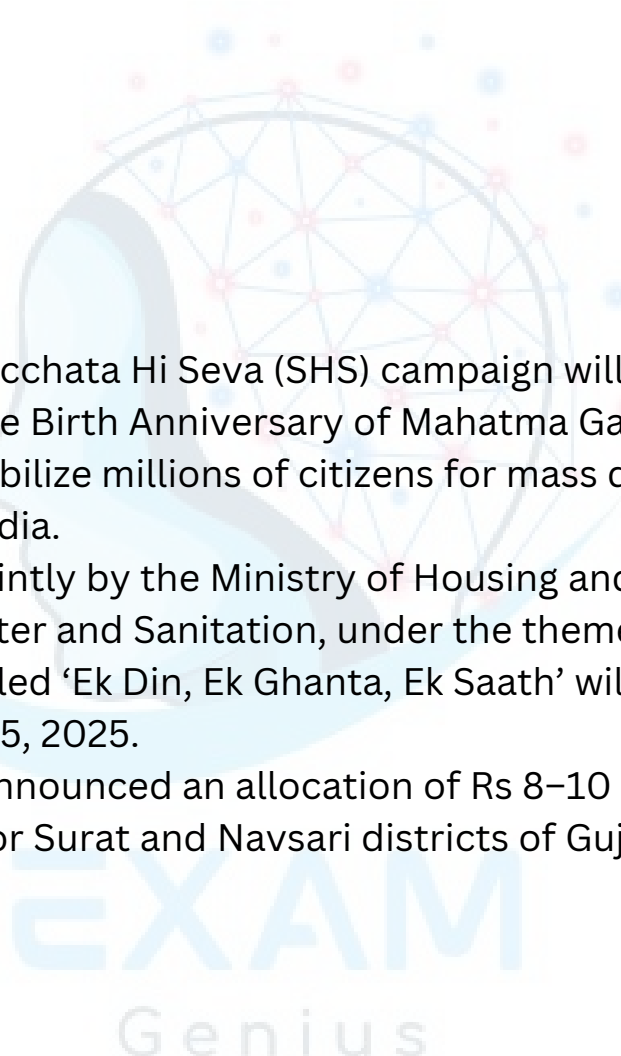 cchata Hi Seva (SHS) campaign will
e Birth Anniversary of Mahatma Ga
bilize millions of citizens for mass c
dia.
intly by the Ministry of Housing and
ter and Sanitation, under the theme
led ‘Ek Din, Ek Ghanta, Ek Saath’ wil
5, 2025.
nnounced an allocation of Rs 8–10
or Surat and Navsari districts of Guj
EXAM
Genius